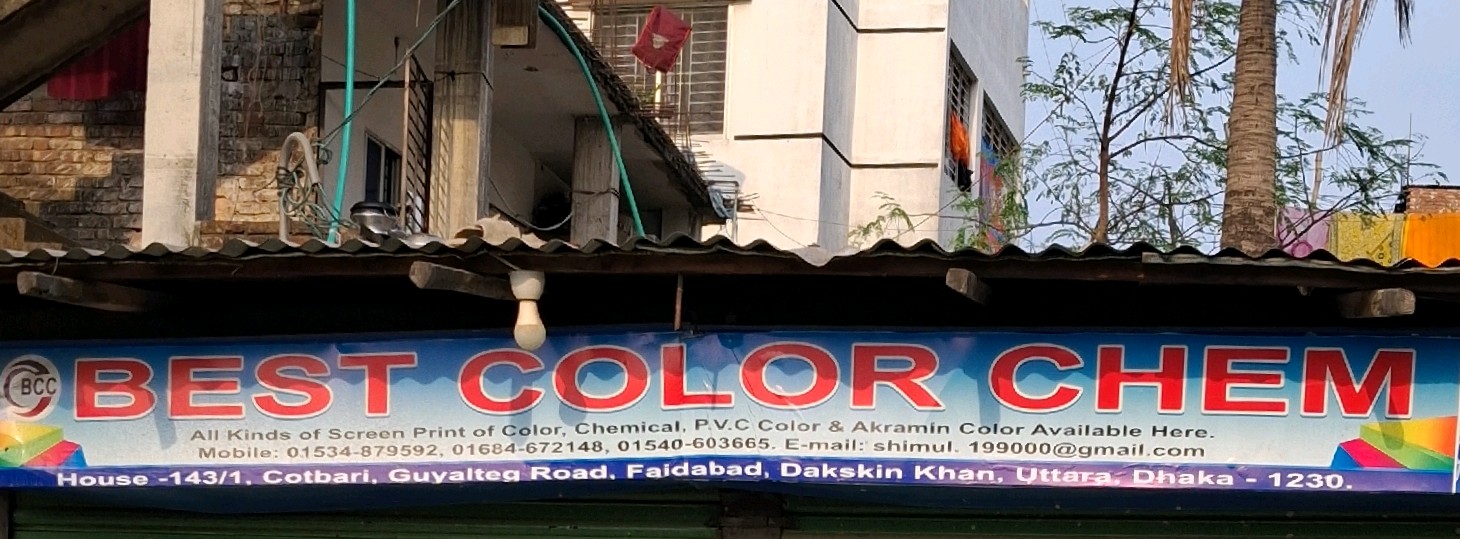 BCC
BEST COLOR CHEM
All Kinds of Screen Print of Color, Chemical, P.V.C Color & Akramin Color Available Here.
Mobile: 01534-879592, 01684-672148, 01540-603665. E-mail: shimul. 199000@gmail.com
House -143/1, Cotbari, Guyalteg Road, Faidabad, Dakskin Khan, Uttara, Dhaka - 1230.